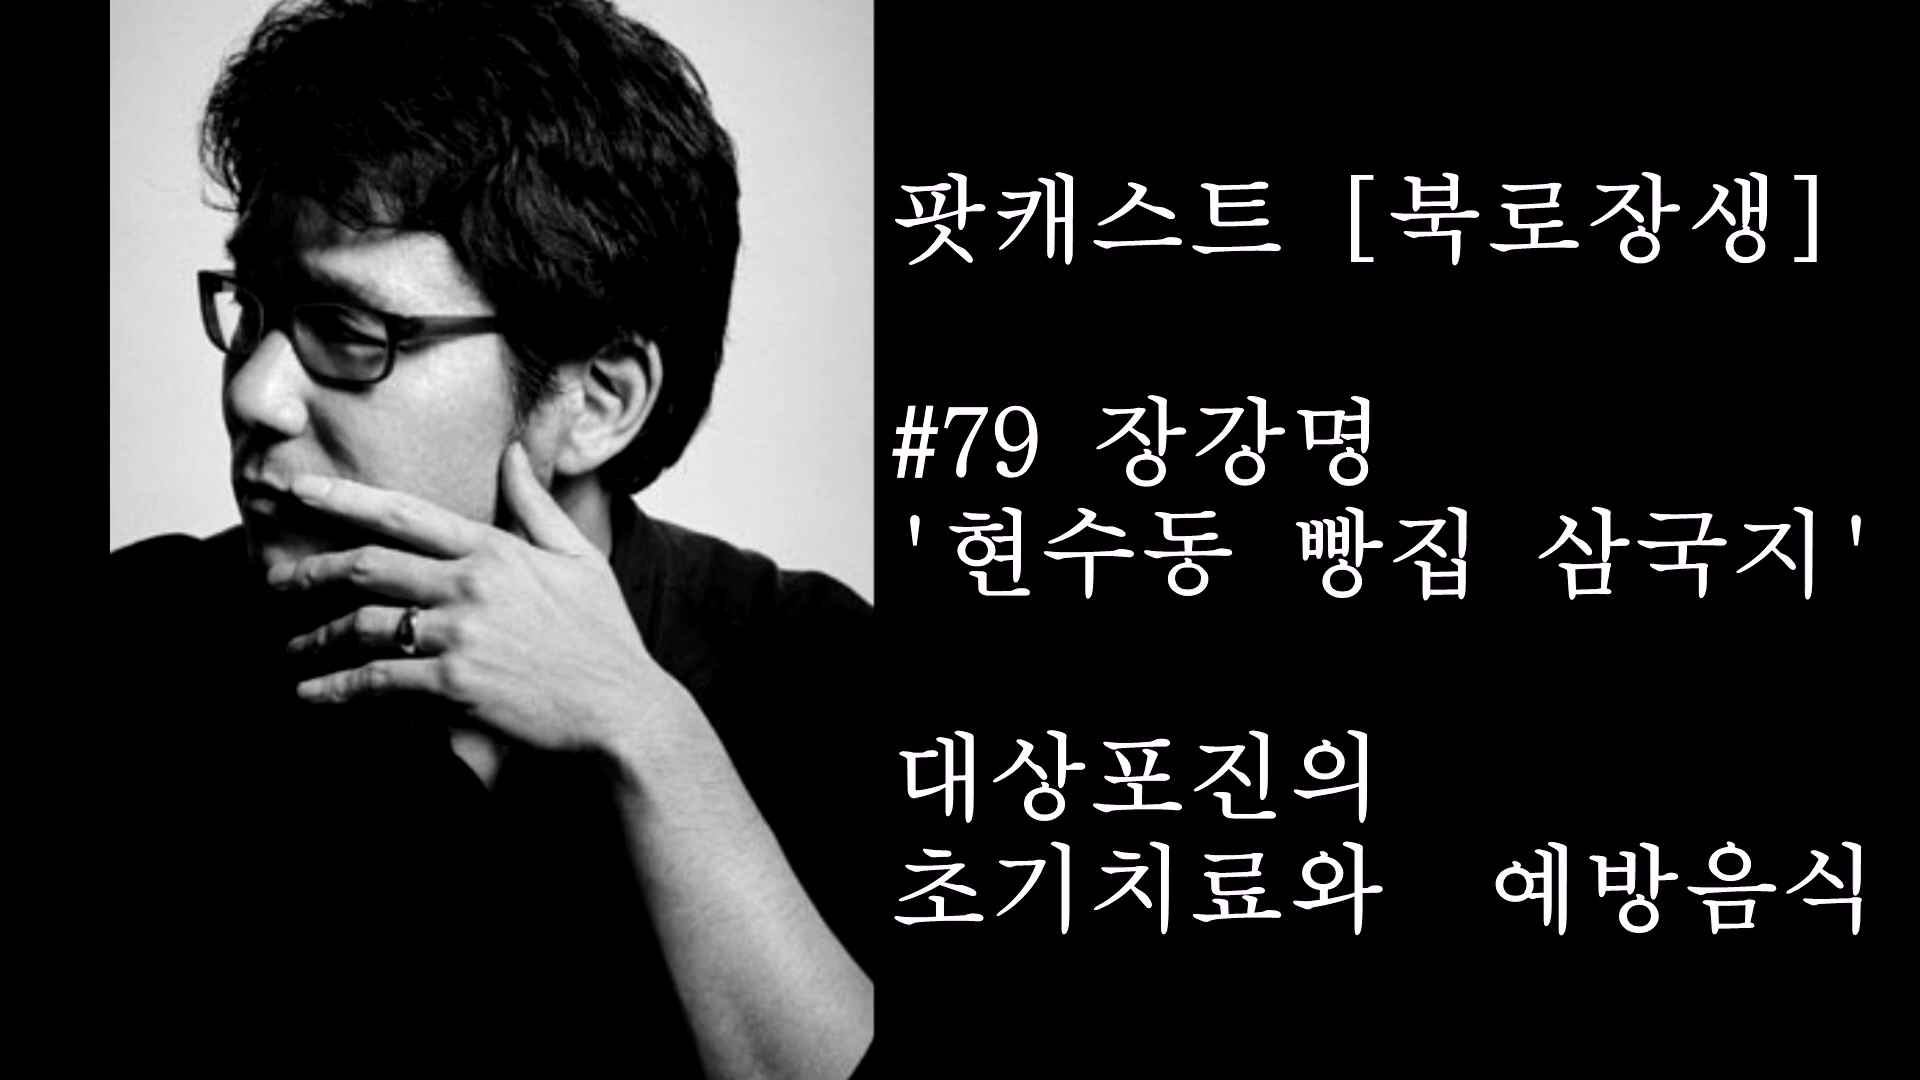 팟캐스트 [북로장생]
#79 장강명
'현수동 빵집 삼국지'
대상포진의
초기치료와 예방음식